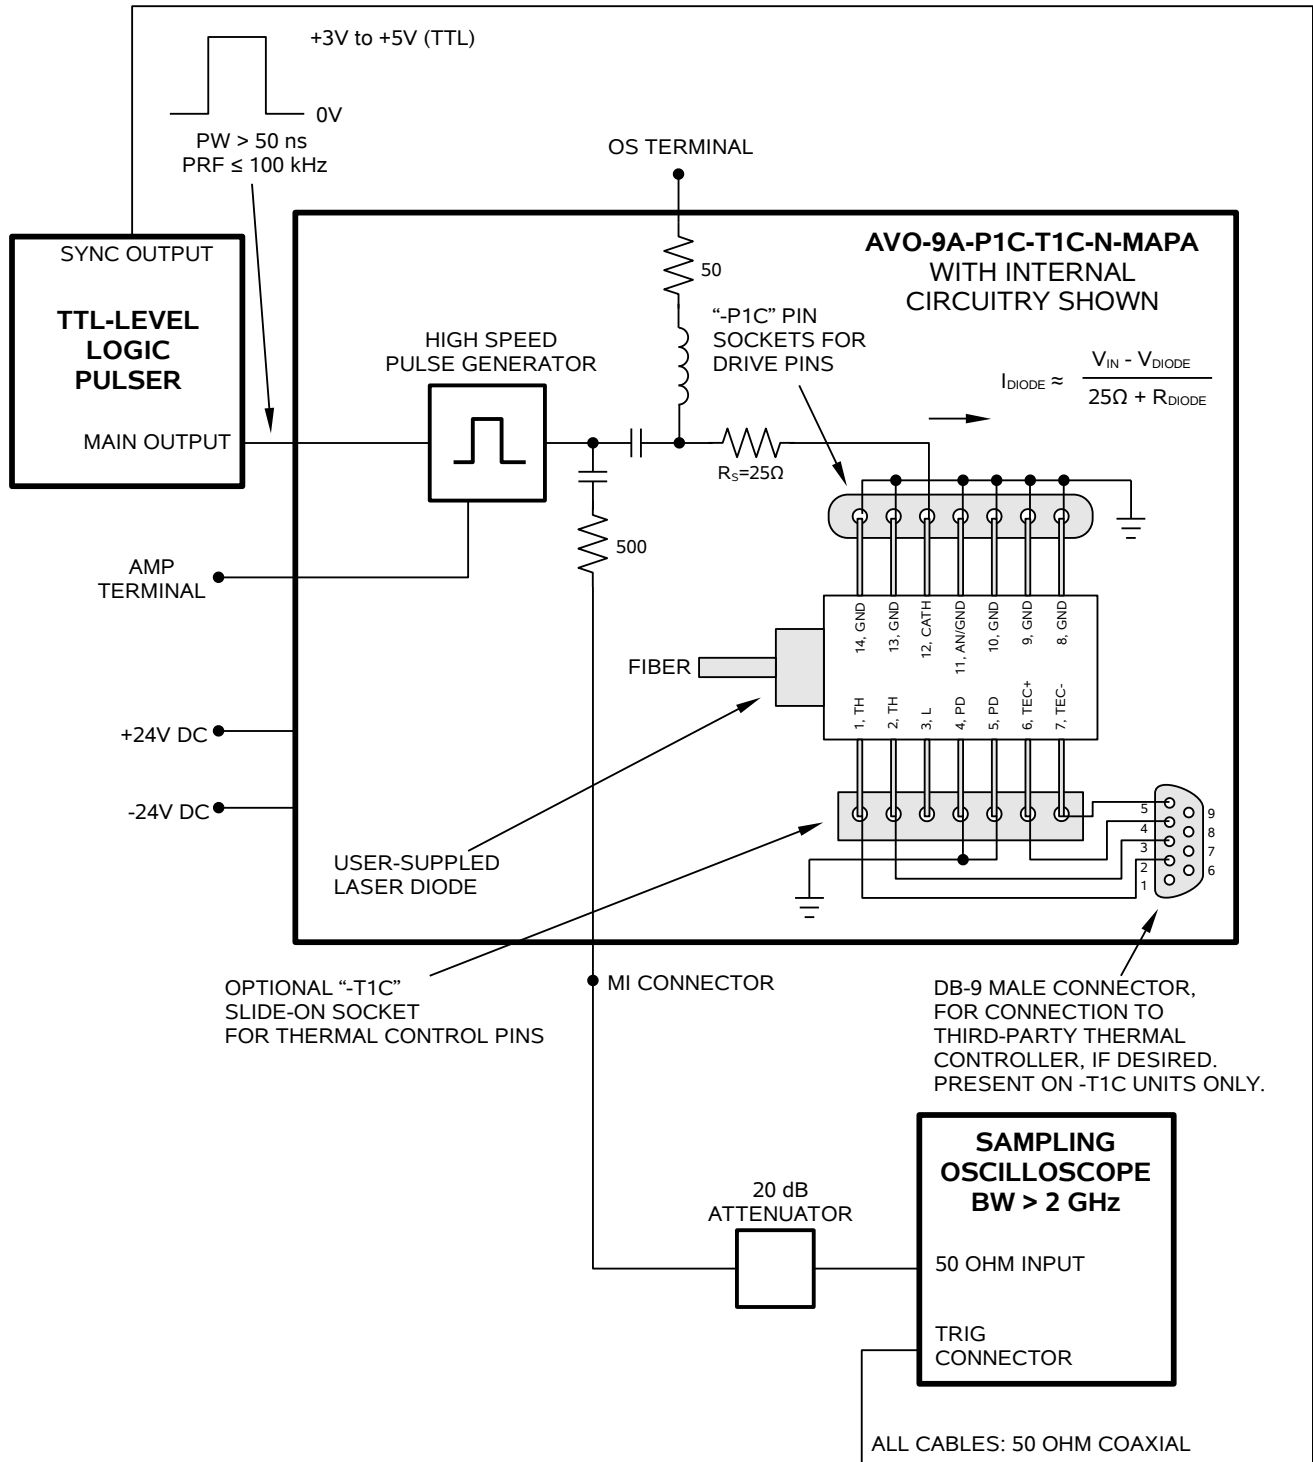 +3V to +5V (TTL)
0V
PW > 50 ns
PRF ≤ 100 kHz
OS TERMINAL
SYNC OUTPUT
TTL-LEVEL
LOGIC
PULSER
MAIN OUTPUT
AVO-9A-P1C-T1C-N-MAPA
WITH INTERNAL
CIRCUITRY SHOWN
50
"-P1C" PIN
SOCKETS FOR
DRIVE PINS
HIGH SPEED
PULSE GENERATOR
I_DIODE ≈ V_IN - V_DIODE
25Ω + R_DIODE
R_S=25Ω
500
AMP
TERMINAL
14, GND
13, GND
12, CATH
11, AN/GND
10, GND
9, GND
8, GND
FIBER
1, TH
2, TH
3, L
4, PD
5, PD
6, TEC+
7, TEC-
+24V DC
-24V DC
5
4
3
2
1
9
8
7
6
USER-SUPPLED
LASER DIODE
OPTIONAL "-T1C"
SLIDE-ON SOCKET
FOR THERMAL CONTROL PINS
MI CONNECTOR
DB-9 MALE CONNECTOR,
FOR CONNECTION TO
THIRD-PARTY THERMAL
CONTROLLER, IF DESIRED.
PRESENT ON -T1C UNITS ONLY.
20 dB
ATTENUATOR
SAMPLING
OSCILLOSCOPE
BW > 2 GHz
50 OHM INPUT
TRIG
CONNECTOR
ALL CABLES: 50 OHM COAXIAL